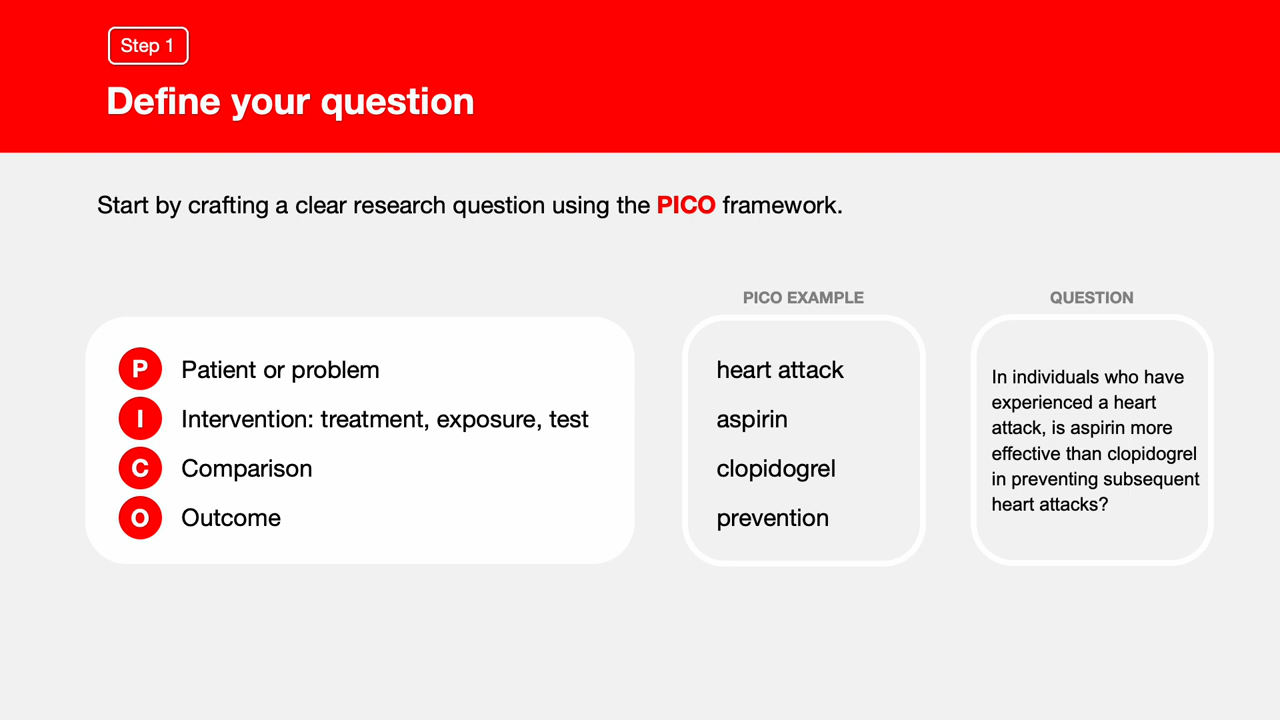 Step 1
Define your question
Start by crafting a clear research question using the PICO framework.
P Patient or problem
I Intervention: treatment, exposure, test
C Comparison
O Outcome
PICO EXAMPLE
heart attack
aspirin
clopidogrel
prevention
QUESTION
In individuals who have
experienced a heart
attack, is aspirin more
effective than clopidogrel
in preventing subsequent
heart attacks?